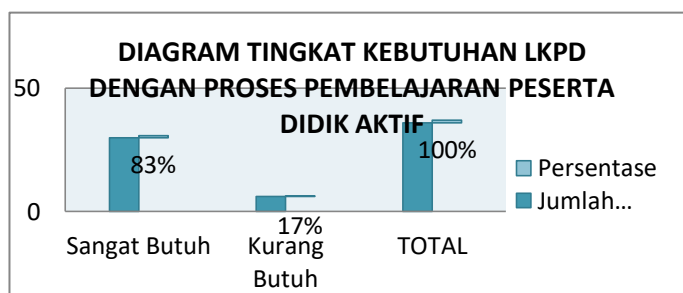 DIAGRAM TINGKAT KEBUTUHAN LKPD
DENGAN PROSES PEMBELAJARAN PESERTA
DIDIK AKTIF
50
0
83%
17%
100%
Sangat Butuh
Kurang
Butuh
TOTAL
Persentase
Jumlah...